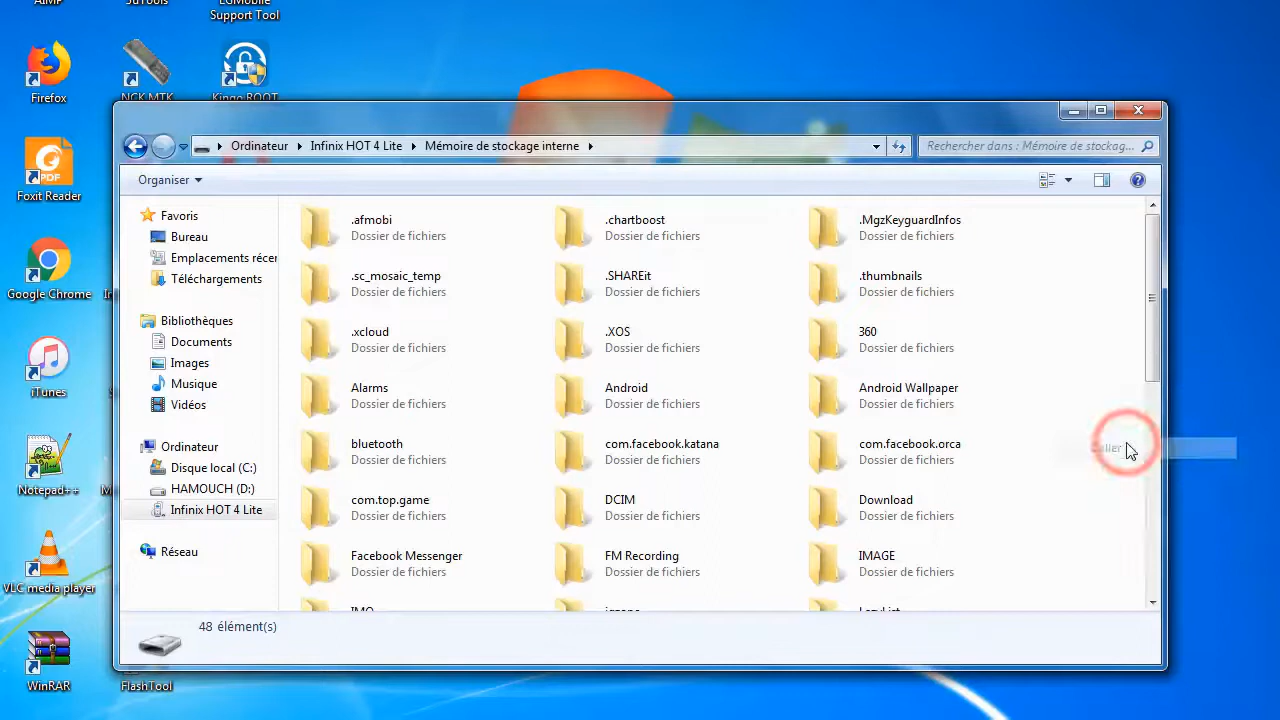 AIMP
LGMobile
Support Tool
Firefox
NCK MTK
Kingo ROOT
Foxit Reader
Google Chrome
iTunes
Notepad++
VLC media player
WinRAR
FlashTool
Ordinateur
Infinix HOT 4 Lite
Mémoire de stockage interne
Rechercher dans : Mémoire de stockag...
Organiser
Favoris
Bureau
Emplacements récer
Téléchargements
Bibliothèques
Documents
Images
Musique
Vidéos
Ordinateur
Disque local (C:)
HAMOUCH (D:)
Infinix HOT 4 Lite
Réseau
.afmobi
Dossier de fichiers
.chartboost
Dossier de fichiers
.MgzKeyguardInfos
Dossier de fichiers
.sc_mosaic_temp
Dossier de fichiers
.SHAREit
Dossier de fichiers
.thumbnails
Dossier de fichiers
.xcloud
Dossier de fichiers
.XOS
Dossier de fichiers
360
Dossier de fichiers
Alarms
Dossier de fichiers
Android
Dossier de fichiers
Android Wallpaper
Dossier de fichiers
bluetooth
Dossier de fichiers
com.facebook.katana
Dossier de fichiers
com.facebook.orca
Dossier de fichiers
com.top.game
Dossier de fichiers
DCIM
Dossier de fichiers
Download
Dossier de fichiers
Facebook Messenger
Dossier de fichiers
FM Recording
Dossier de fichiers
IMAGE
Dossier de fichiers
IMO
LazyList
Coller
48 élément(s)